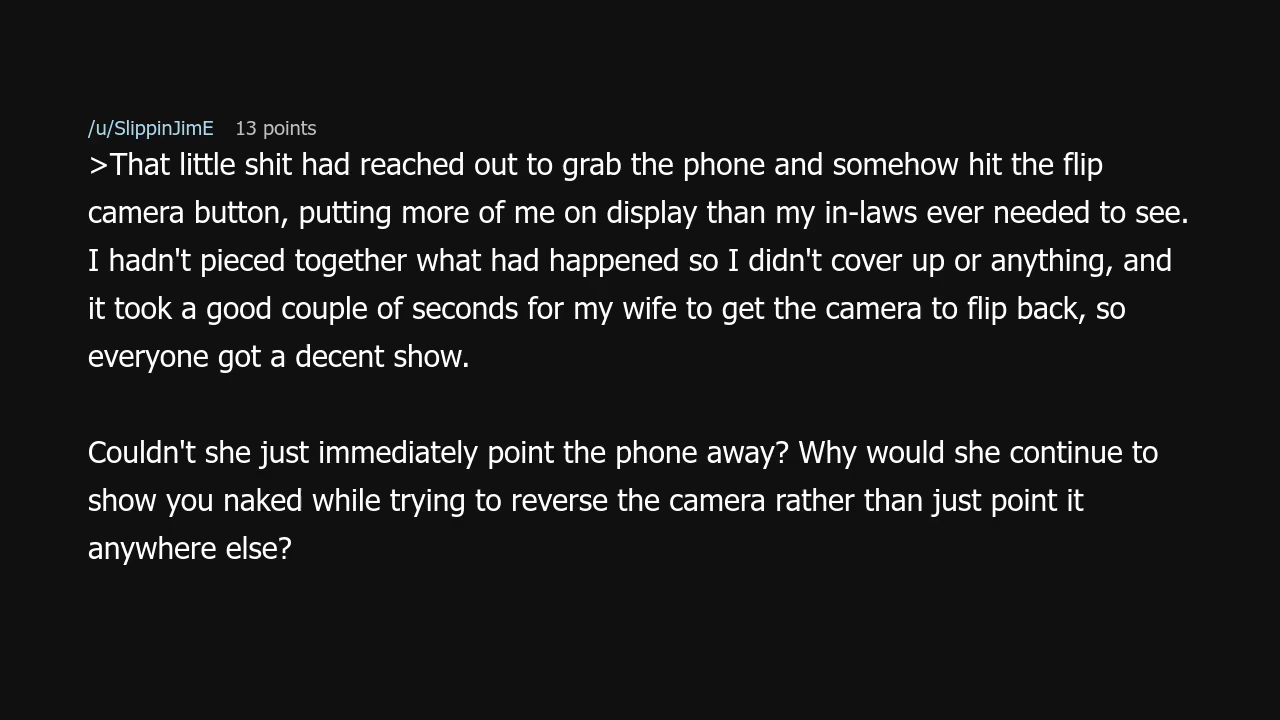 /u/SlippinJimE 13 points
>That little shit had reached out to grab the phone and somehow hit the flip
camera button, putting more of me on display than my in-laws ever needed to see.
I hadn't pieced together what had happened so I didn't cover up or anything, and
it took a good couple of seconds for my wife to get the camera to flip back, so
everyone got a decent show.
Couldn't she just immediately point the phone away? Why would she continue to
show you naked while trying to reverse the camera rather than just point it
anywhere else?